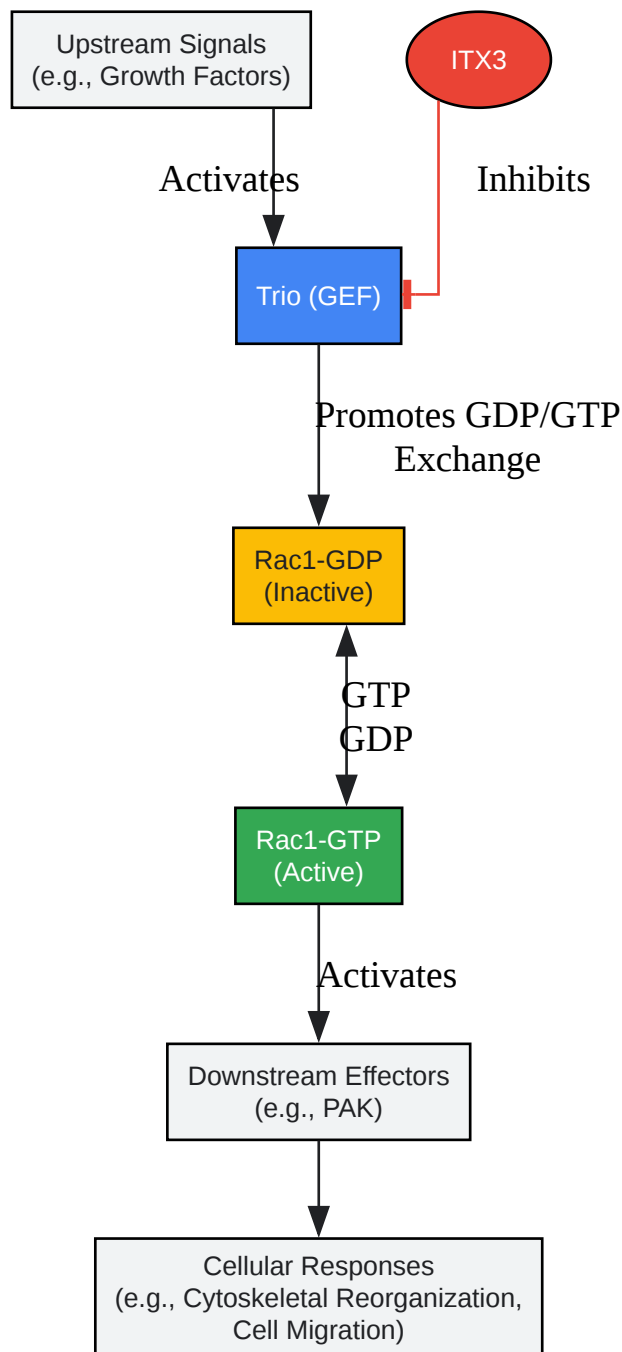 Upstream Signals
(e.g., Growth Factors)
ITX3
Activates
Inhibits
Trio (GEF)
Promotes GDP/GTP
Exchange
Rac1-GDP
(Inactive)
GTP
GDP
Rac1-GTP
(Active)
Activates
Downstream Effectors
(e.g., PAK)
Cellular Responses
(e.g., Cytoskeletal Reorganization,
Cell Migration)